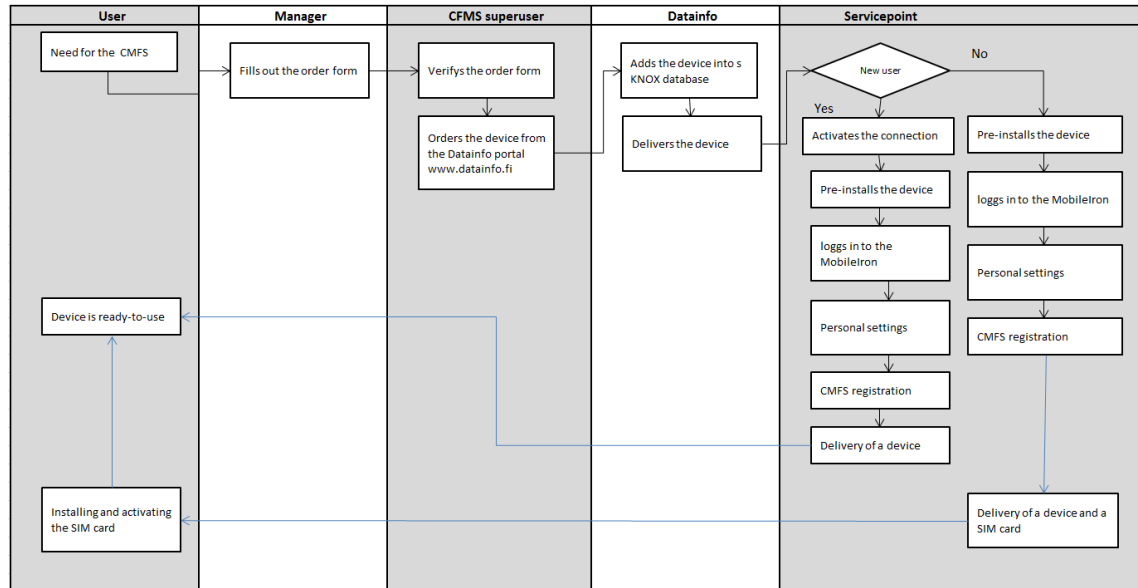 User
Manager
CFMS superuser
Datainfo
Servicepoint
Need for the CMFS
Fills out the order form
Verifys the order form
Orders the device from
the Datainfo portal
www.datainfo.fi
Adds the device into s
KNOX database
Delivers the device
New user
No
Yes
Activates the connection
Pre-installs the device
loggs in to the
MobileIron
Personal settings
CMFS registration
Delivery of a device
Pre-installs the device
loggs in to the MobileIron
Personal settings
CMFS registration
Delivery of a device and a
SIM card
Installing and activating
the SIM card
Device is ready-to-use